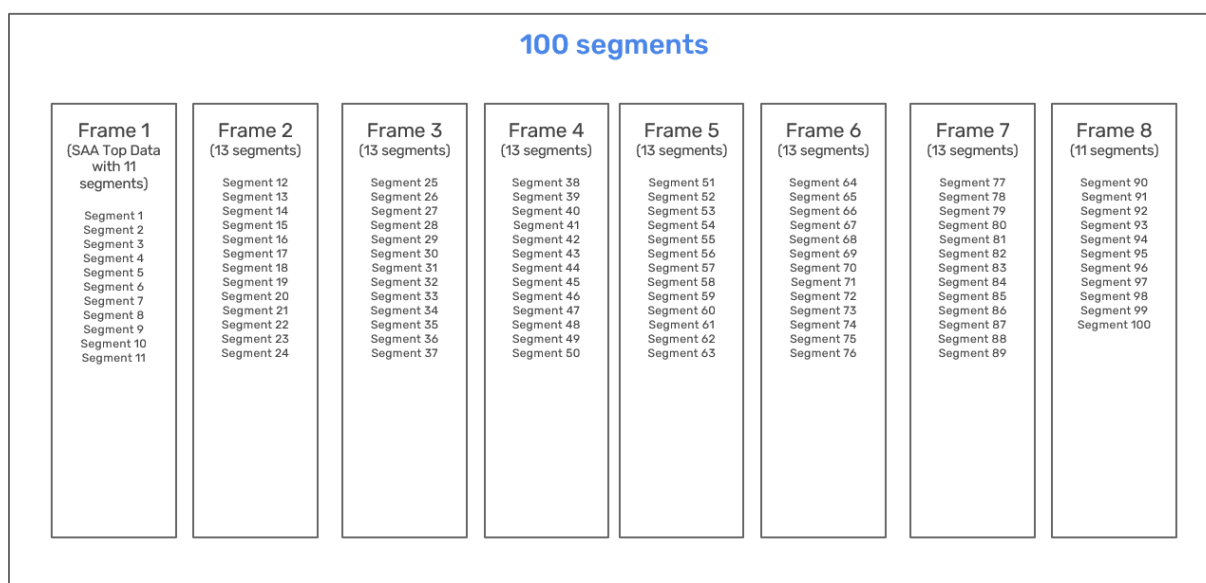 100 segments
Frame 1
(SAA Top Data
with 11
segments)
Segment 1
Segment 2
Segment 3
Segment 4
Segment 5
Segment 6
Segment 7
Segment 8
Segment 9
Segment 10
Segment 11
Frame 2
(13 segments)
Segment 12
Segment 13
Segment 14
Segment 15
Segment 16
Segment 17
Segment 18
Segment 19
Segment 20
Segment 21
Segment 22
Segment 23
Segment 24
Frame 3
(13 segments)
Segment 25
Segment 26
Segment 27
Segment 28
Segment 29
Segment 30
Segment 31
Segment 32
Segment 33
Segment 34
Segment 35
Segment 36
Segment 37
Frame 4
(13 segments)
Segment 38
Segment 39
Segment 40
Segment 41
Segment 42
Segment 43
Segment 44
Segment 45
Segment 46
Segment 47
Segment 48
Segment 49
Segment 50
Frame 5
(13 segments)
Segment 51
Segment 52
Segment 53
Segment 54
Segment 55
Segment 56
Segment 57
Segment 58
Segment 59
Segment 60
Segment 61
Segment 62
Segment 63
Frame 6
(13 segments)
Segment 64
Segment 65
Segment 66
Segment 67
Segment 68
Segment 69
Segment 70
Segment 71
Segment 72
Segment 73
Segment 74
Segment 75
Segment 76
Frame 7
(13 segments)
Segment 77
Segment 78
Segment 79
Segment 80
Segment 81
Segment 82
Segment 83
Segment 84
Segment 85
Segment 86
Segment 87
Segment 88
Segment 89
Frame 8
(11 segments)
Segment 90
Segment 91
Segment 92
Segment 93
Segment 94
Segment 95
Segment 96
Segment 97
Segment 98
Segment 99
Segment 100